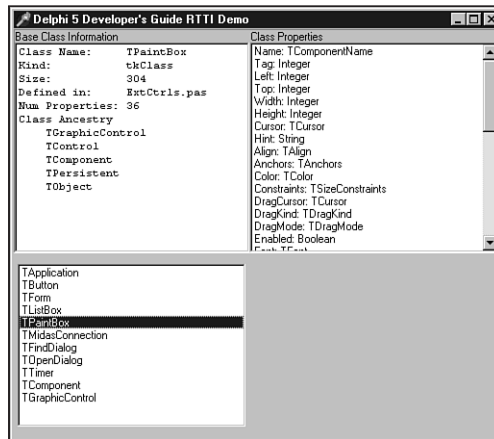 Delphi 5 Developer's Guide RTTI Demo
Base Class Information
Class Name: TPaintBox
Kind: tkClass
Size: 304
Defined in: ExtCtrls.pas
Num Properties: 36
Class Ancestry
TGraphicControl
TControl
TComponent
TPersistent
TObject
Class Properties
Name: TComponentName
Tag: Integer
Left: Integer
Top: Integer
Width: Integer
Height: Integer
Cursor: TCursor
Hint: String
Align: TAlign
Anchors: TAnchors
Color: TColor
Constraints: TSizeConstraints
DragCursor: TCursor
DragKind: TDragKind
DragMode: TDragMode
Enabled: Boolean
Font: TFont
TApplication
TButton
TForm
TListBox
TPaintBox
TMidasConnection
TFindDialog
TOpenDialog
TTimer
TComponent
TGraphicControl